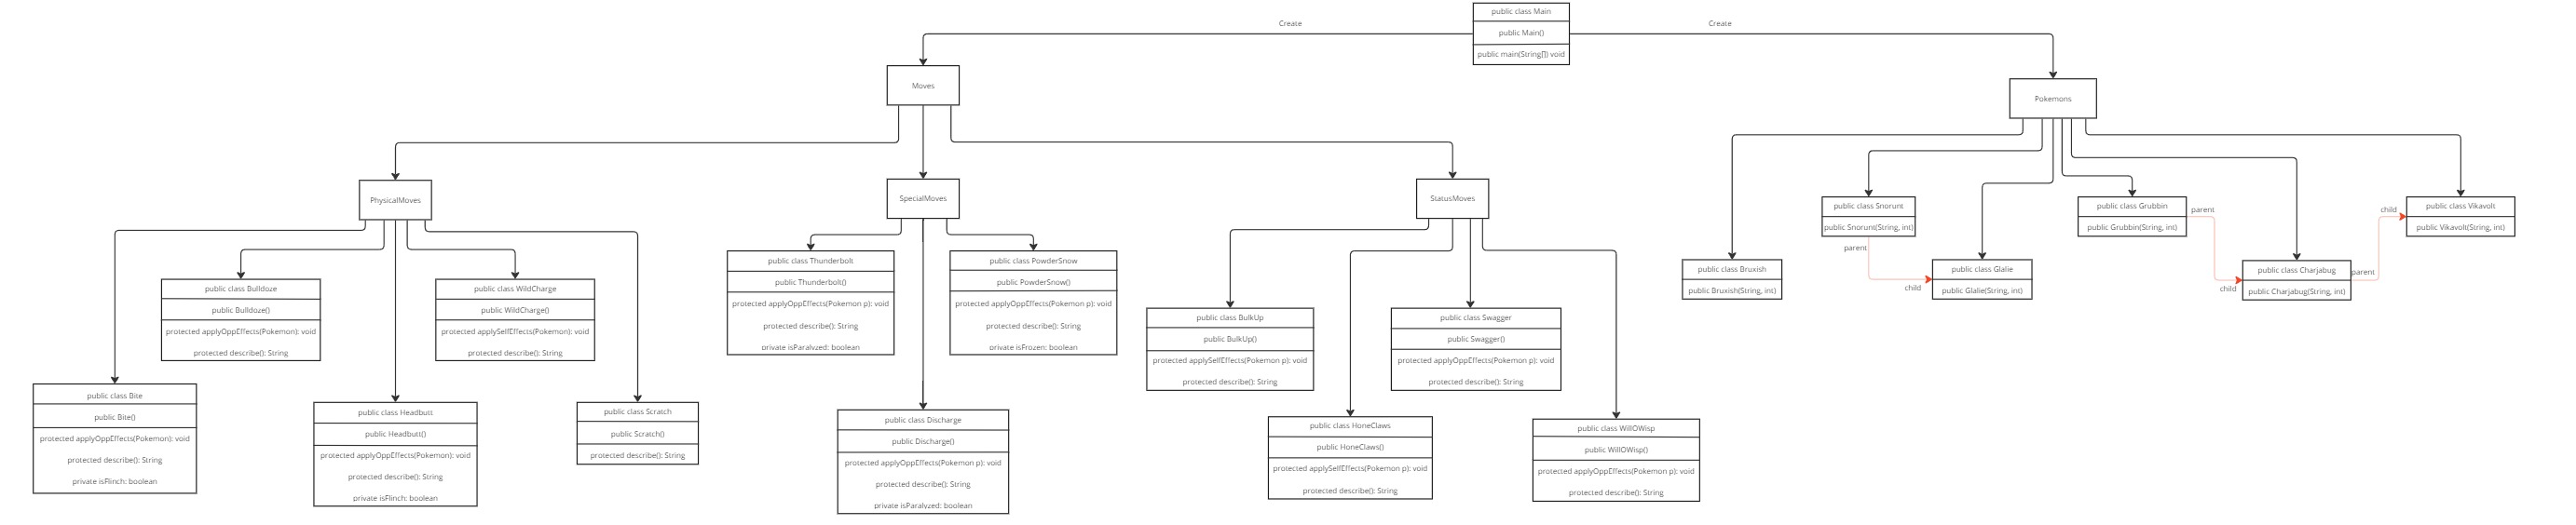 public class Main
public Main()
public main(String[]) void
Create
Create
Moves
Pokemons
PhysicalMoves
SpecialMoves
StatusMoves
public class Bite
public Bite()
protected applyOppEffects(Pokemon): void
protected describe(): String
private isFlinch: boolean
public class Bulldoze
public Bulldoze()
protected applyOppEffects(Pokemon): void
protected describe(): String
public class Headbutt
public Headbutt()
protected applyOppEffects(Pokemon): void
protected describe(): String
private isFlinch: boolean
public class WildCharge
public WildCharge()
protected applySelfEffects(Pokemon): void
protected describe(): String
public class Scratch
public Scratch()
protected describe(): String
public class Thunderbolt
public Thunderbolt()
protected applyOppEffects(Pokemon p): void
protected describe(): String
private isParalyzed: boolean
public class Discharge
public Discharge()
protected applyOppEffects(Pokemon p): void
protected describe(): String
private isParalyzed: boolean
public class PowderSnow
public PowderSnow()
protected applyOppEffects(Pokemon p): void
protected describe(): String
private isFrozen: boolean
public class BulkUp
public BulkUp()
protected applySelfEffects(Pokemon p): void
protected describe(): String
public class HoneClaws
public HoneClaws()
protected applySelfEffects(Pokemon p): void
protected describe(): String
public class Swagger
public Swagger()
protected applyOppEffects(Pokemon p): void
protected describe(): String
public class WillOWisp
public WillOWisp()
protected applyOppEffects(Pokemon p): void
protected describe(): String
public class Bruxish
public Bruxish(String, int)
public class Snorunt
public Snorunt(String, int)
parent
child
public class Glalie
public Glalie(String, int)
public class Grubbin
public Grubbin(String, int)
parent
child
public class Charjabug
public Charjabug(String, int)
parent
child
public class Vikavolt
public Vikavolt(String, int)